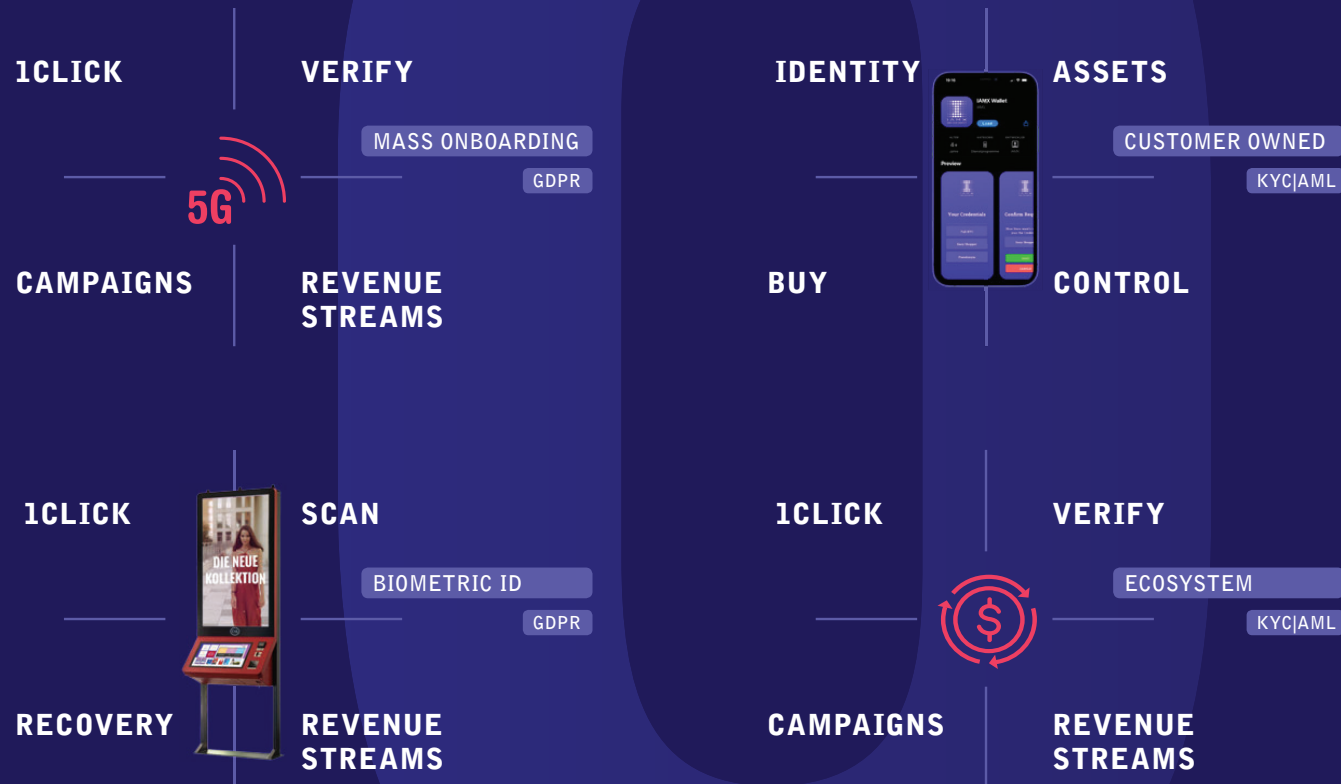 1CLICK
VERIFY
MASS ONBOARDING
GDPR
5G
CAMPAIGNS
REVENUE
STREAMS
IDENTITY
ASSETS
IAMX Wallet
CUSTOMER OWNED
KYC|AML
Preview
Your Credentials
BUY
CONTROL
1CLICK
SCAN
DIE NEUE
KOLLEKTION
BIOMETRIC ID
GDPR
RECOVERY
REVENUE
STREAMS
1CLICK
VERIFY
ECOSYSTEM
KYC|AML
$
CAMPAIGNS
REVENUE
STREAMS